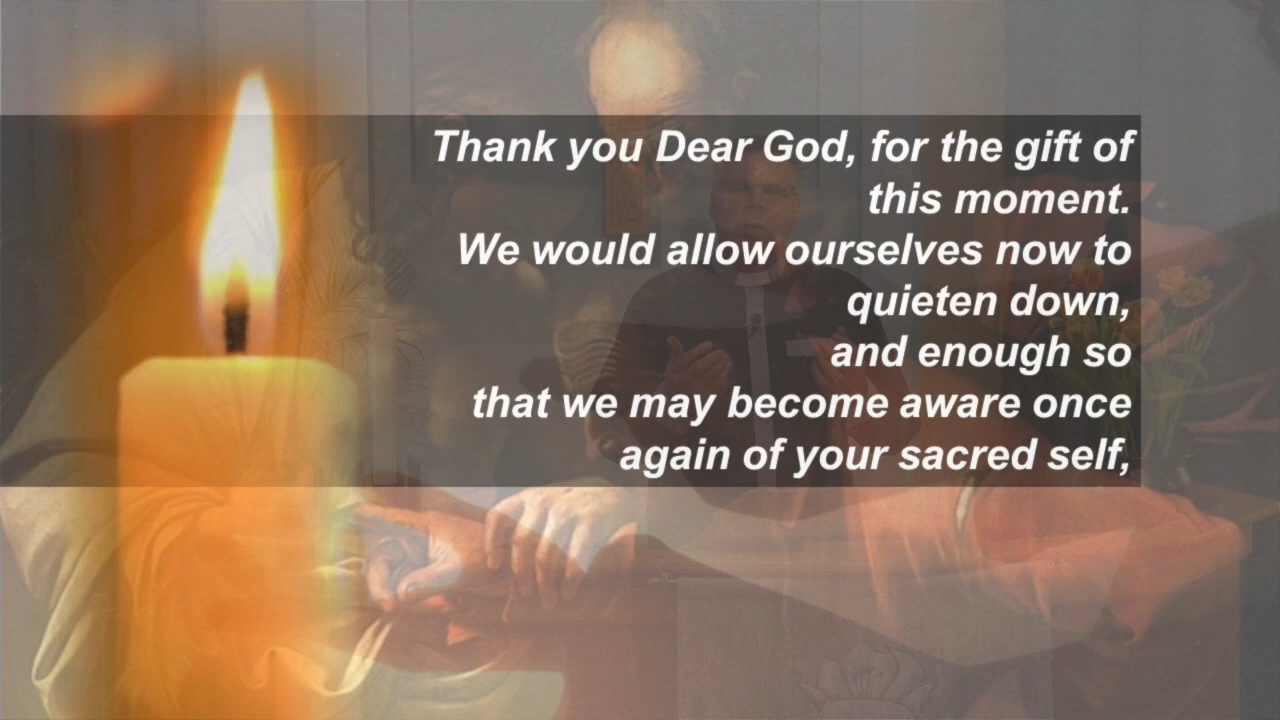 Thank you Dear God, for the gift of
this moment.
We would allow ourselves now to
quieten down,
and enough so
that we may become aware once
again of your sacred self,